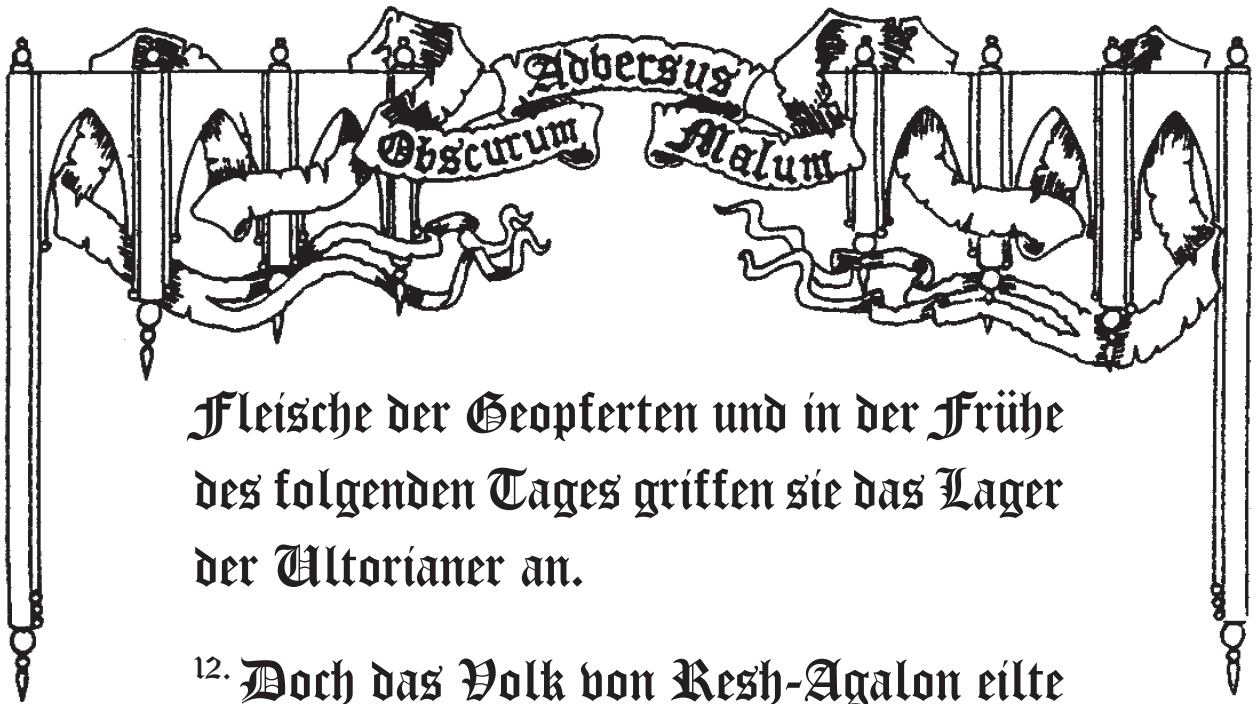 Adversus
Obscurum Malum
Fleische der Geopferten und in der Frühe
des folgenden Tages griffen sie das Lager
der Ultorianer an.
12. Doch das Volk von Resh-Agalon eilte